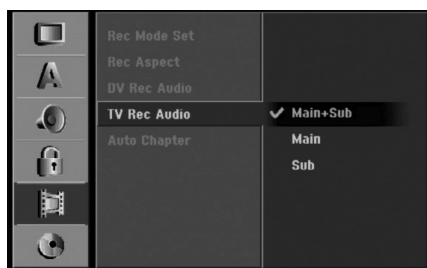 Rec Mode Set
Rec Aspect
DV Rec Audio
TV Rec Audio
Auto Chapter
Main+Sub
Main
Sub